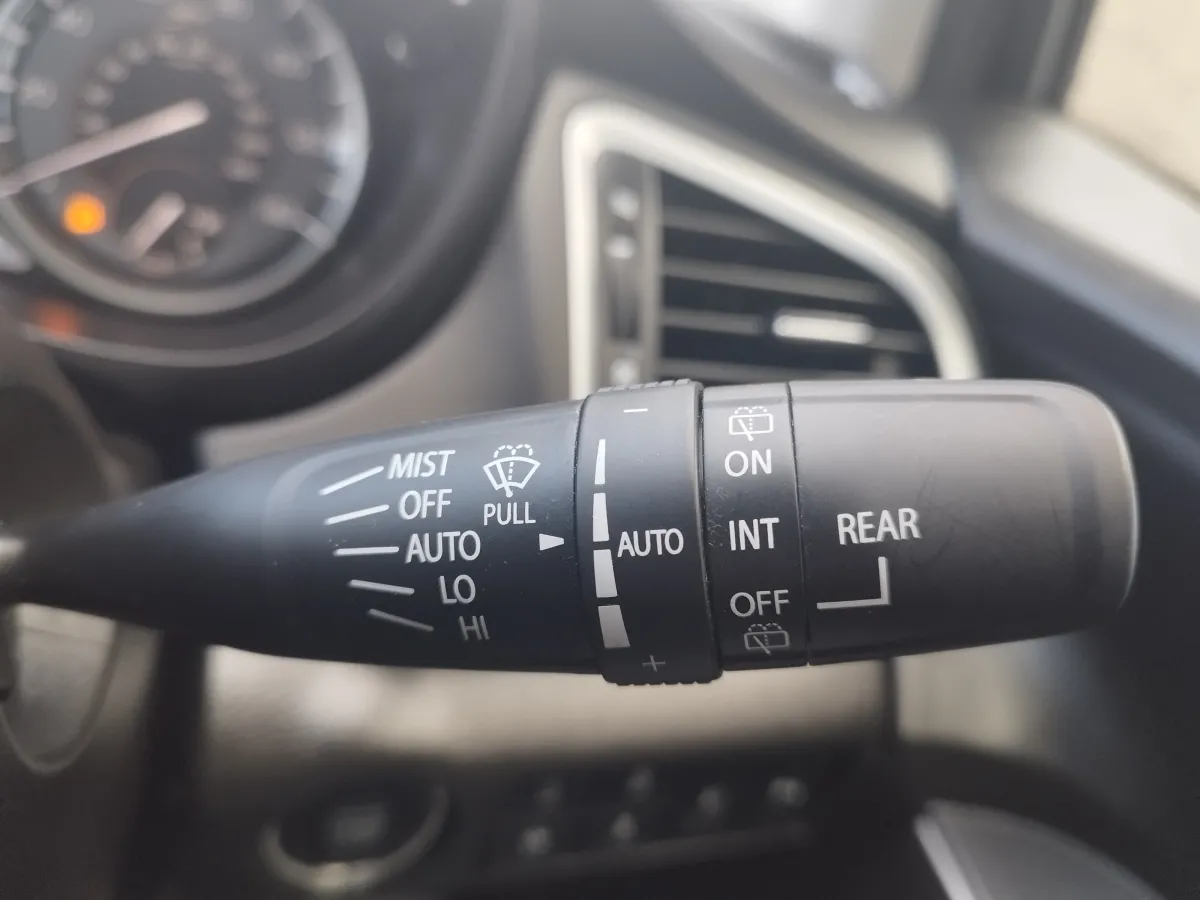 MIST
OFF
AUTO
LO
HI
PULL
−
AUTO
+
ON
INT
OFF
REAR